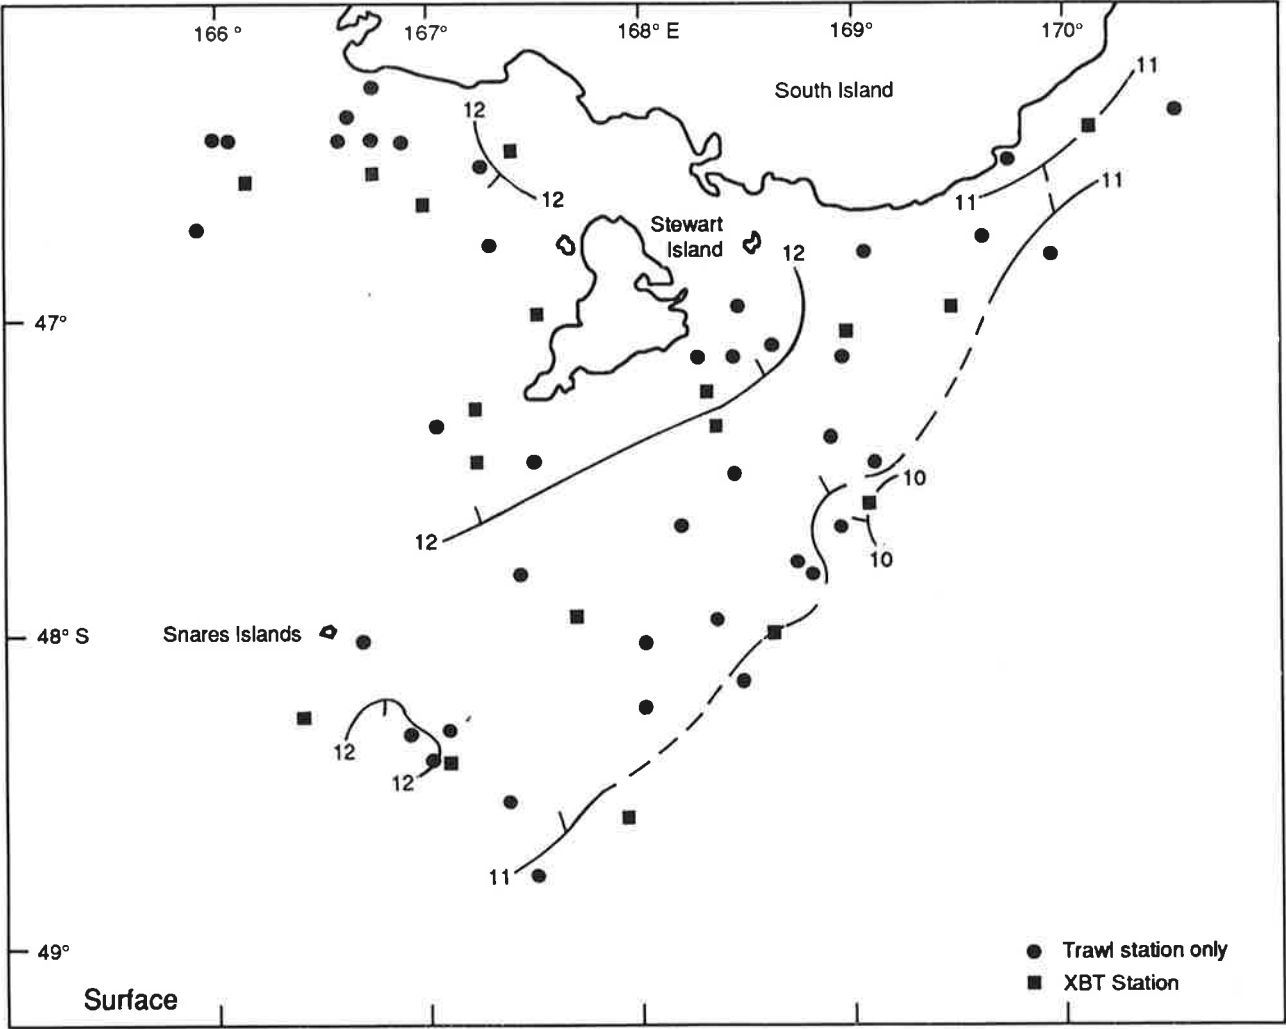 166° 167° 168° E 169° 170°
11
South Island
12
12
11
11
Stewart
Island
12
47°
10
12
10
48° S
Snares Islands
12
12
11
49°
Trawl station only
XBT Station
Surface